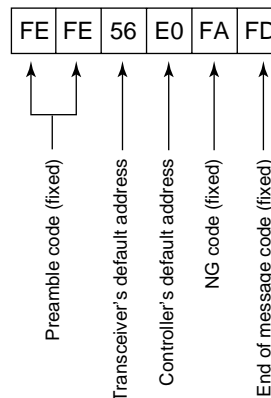 FE FE 56 E0 FA FD
Preamble code (fixed)
Transceiver's default address
Controller's default address
NG code (fixed)
End of message code (fixed)